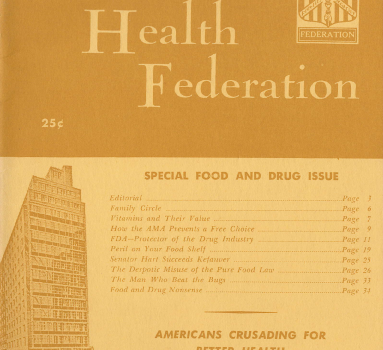 Health
FEDERATION
Federation
25¢
SPECIAL FOOD AND DRUG ISSUE
Editorial Page 3
Family Circle Page 6
Vitamins and Their Value Page 7
How the AMA Prevents a Free Choice Page 9
FDA—Protector of the Drug Industry Page 11
Peril on Your Food Shelf Page 19
Senator Hart Succeeds Kefauver Page 25
The Despotic Misuse of the Pure Food Law Page 26
The Man Who Beat the Bugs Page 33
Food and Drug Nonsense Page 34
AMERICANS CRUSADING FOR
BETTER HEALTH